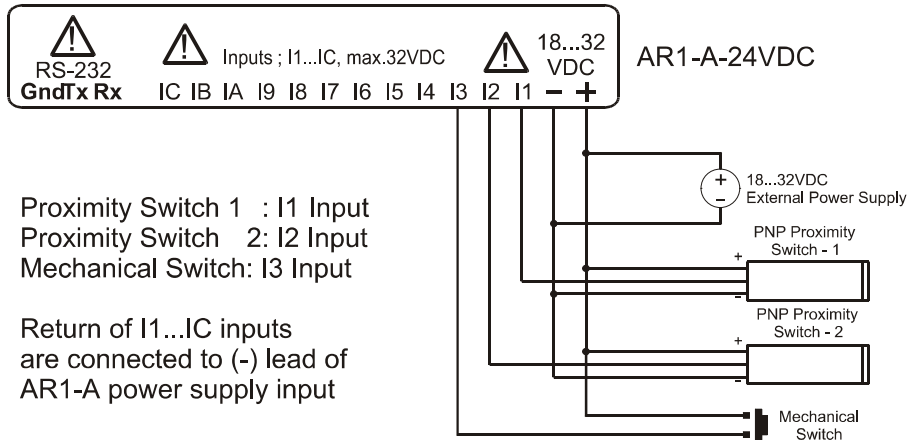 RS-232
GndTx Rx
Inputs ; I1...IC, max.32VDC
18...32
VDC
IC IB IA I9 I8 I7 I6 I5 I4 I3 I2 I1 − +
AR1-A-24VDC
+
−
18...32VDC
External Power Supply
Proximity Switch 1 : I1 Input
Proximity Switch 2: I2 Input
Mechanical Switch: I3 Input
Return of I1...IC inputs
are connected to (-) lead of
AR1-A power supply input
PNP Proximity
Switch - 1
+
-
PNP Proximity
Switch - 2
+
-
Mechanical
Switch